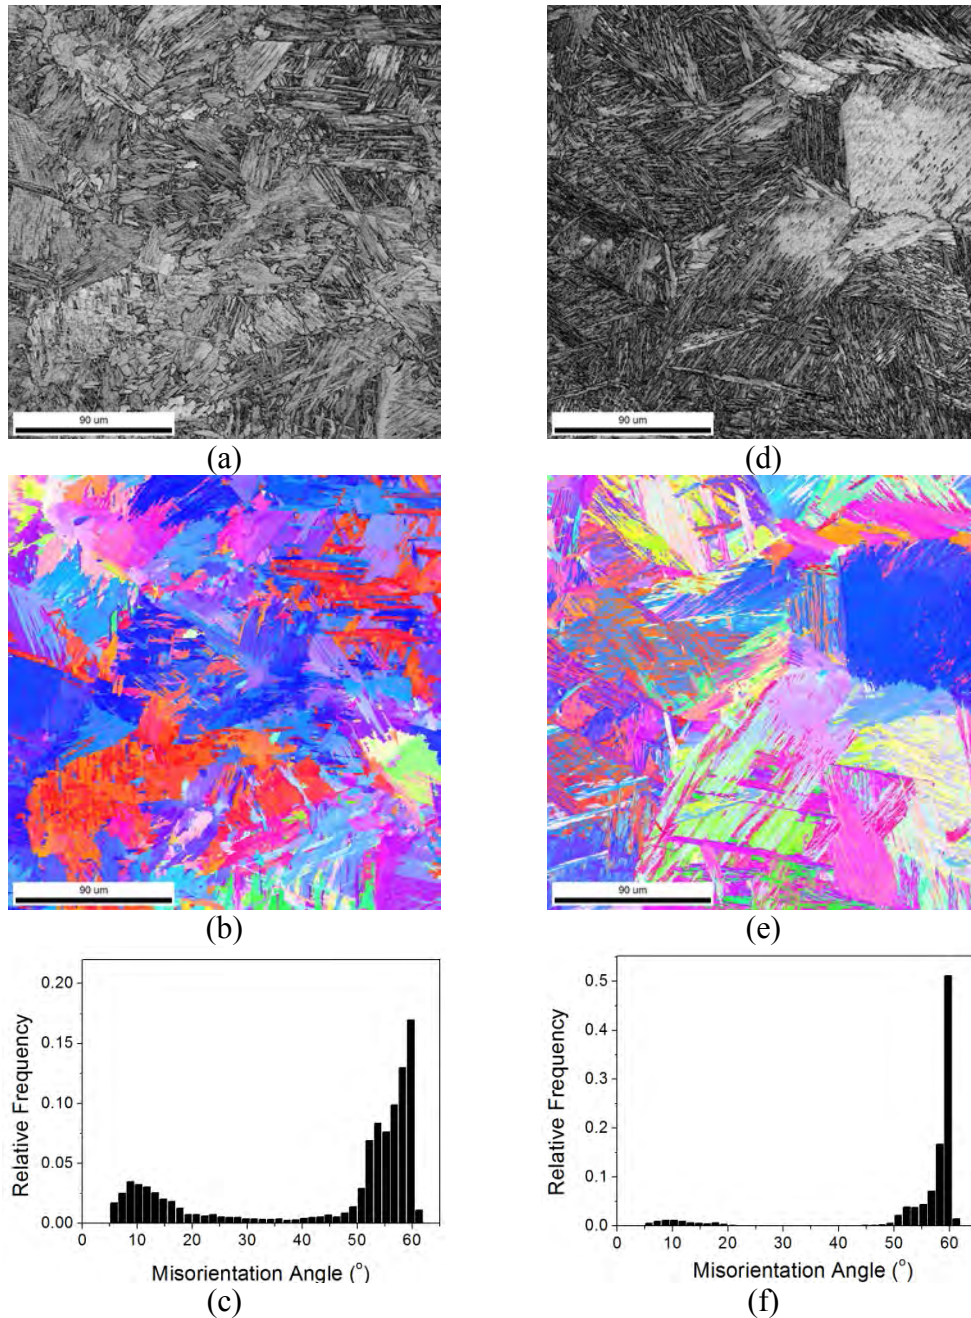 90 um
90 um
(a)
(d)
90 um
90 um
(b)
(e)
0.20
0.15
0.10
0.05
0.00
Relative Frequency
0 10 20 30 40 50 60
Misorientation Angle (o)
(c)
0.5
0.4
0.3
0.2
0.1
0.0
Relative Frequency
0 10 20 30 40 50 60
Misorientation Angle (o)
(f)